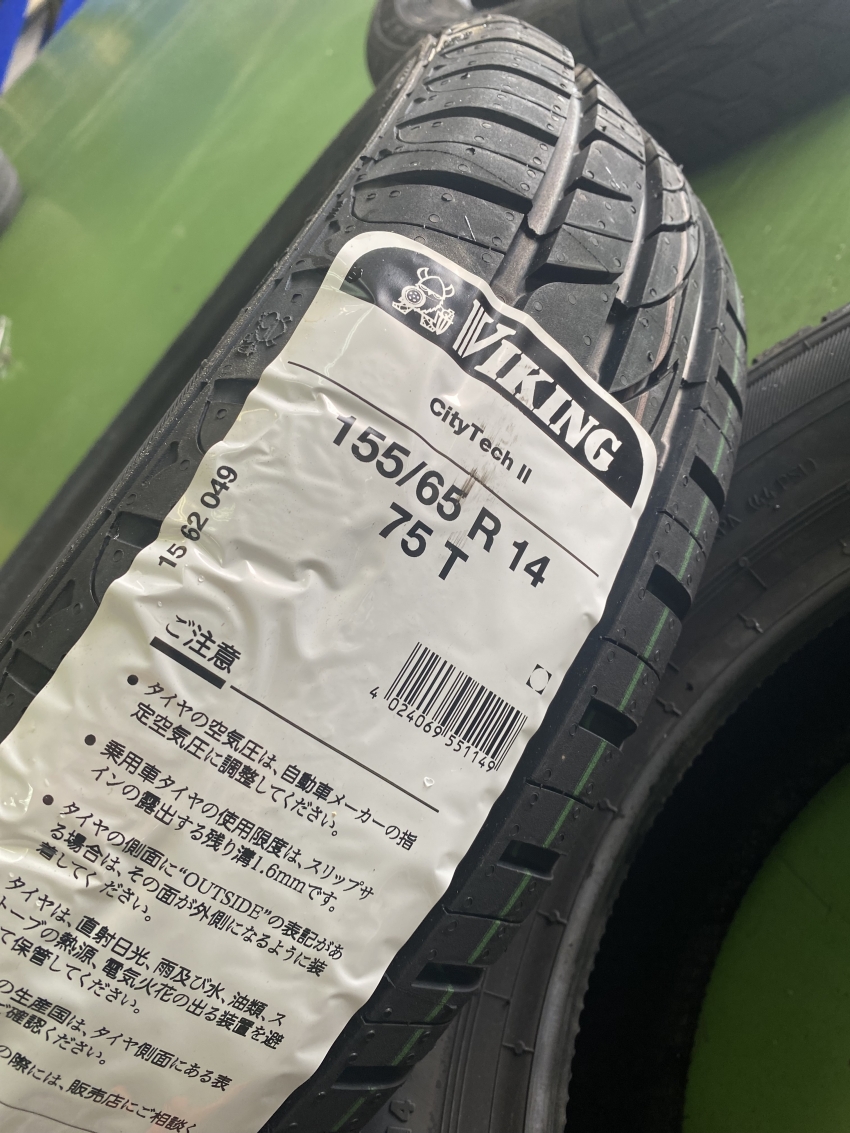 VIKING
CityTech II
155/65 R 14
75 T
15 62 049
4 024069 551149
ご注意
● タイヤの空気圧は、自動車メーカーの指
定空気圧に調整してください。
● 乗用車タイヤの使用限度は、スリップサ
インの露出する残り溝1.6mmです。
● タイヤの側面に“OUTSIDE”の表記があ
る場合は、その面が外側になるように装
着してください。
タイヤは、直射日光、雨及び水、油類、ス
トーブの熱源、電気火花の出る装置を避
て保管してください。
の生産国は、タイヤ側面にある表
ご確認ください。
の際には、販売店にご相談く